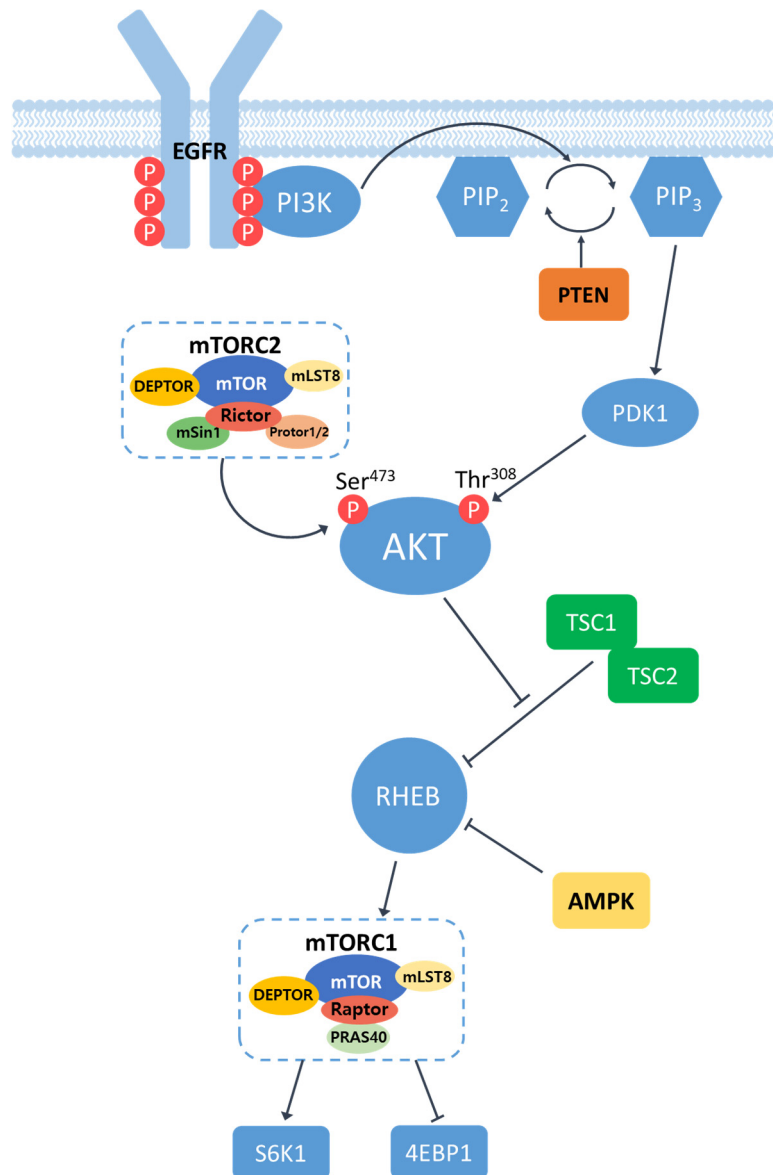 EGFR
P
P
P
P
P
P
PI3K
PIP₂
PIP₃
PTEN
mTORC2
DEPTOR
mTOR
mLST8
Rictor
mSin1
Protor1/2
PDK1
Ser⁴⁷³
Thr³⁰⁸
P
P
AKT
TSC1
TSC2
RHEB
AMPK
mTORC1
mTOR
mLST8
DEPTOR
Raptor
PRAS40
S6K1
4EBP1